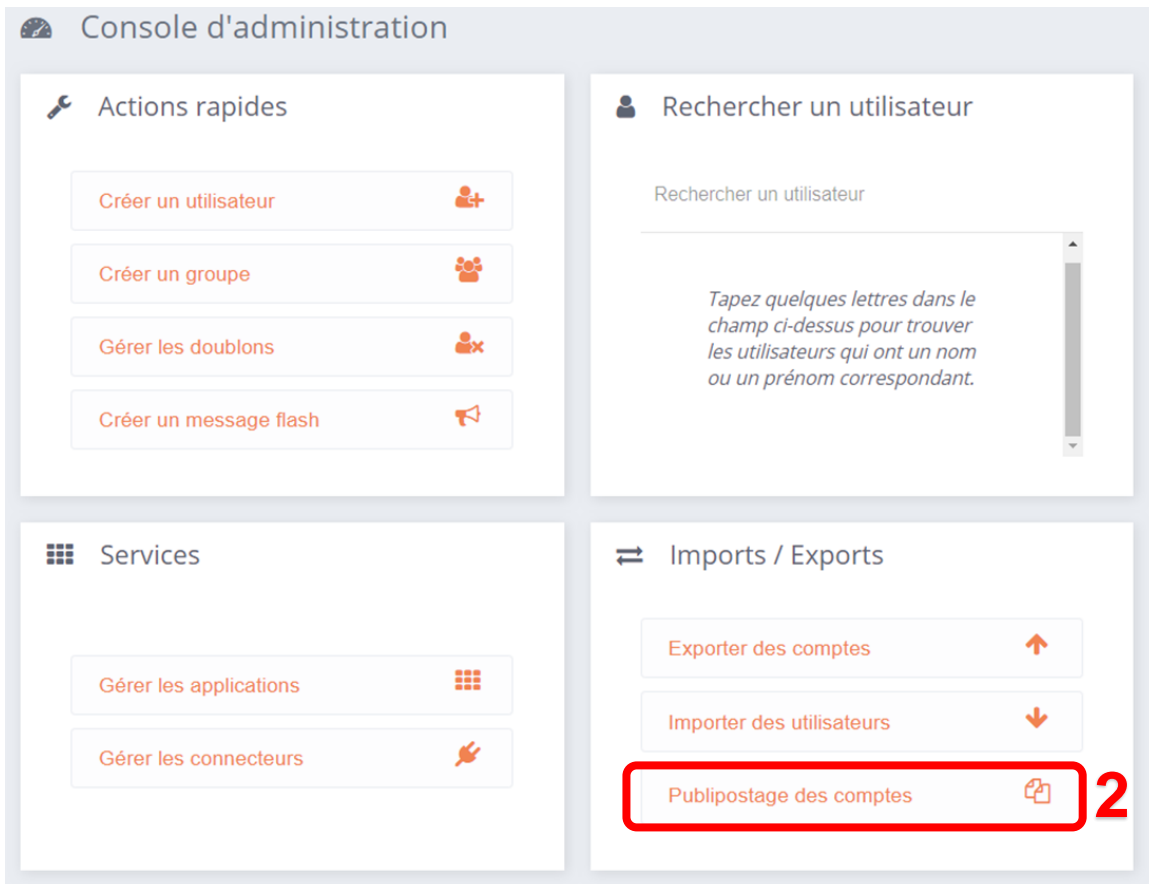 Console d'administration
Actions rapides
Créer un utilisateur
Créer un groupe
Gérer les doublons
Créer un message flash
Rechercher un utilisateur
Rechercher un utilisateur
Tapez quelques lettres dans le
champ ci-dessus pour trouver
les utilisateurs qui ont un nom
ou un prénom correspondant.
Services
Gérer les applications
Gérer les connecteurs
Imports / Exports
Exporter des comptes
Importer des utilisateurs
Publipostage des comptes
2